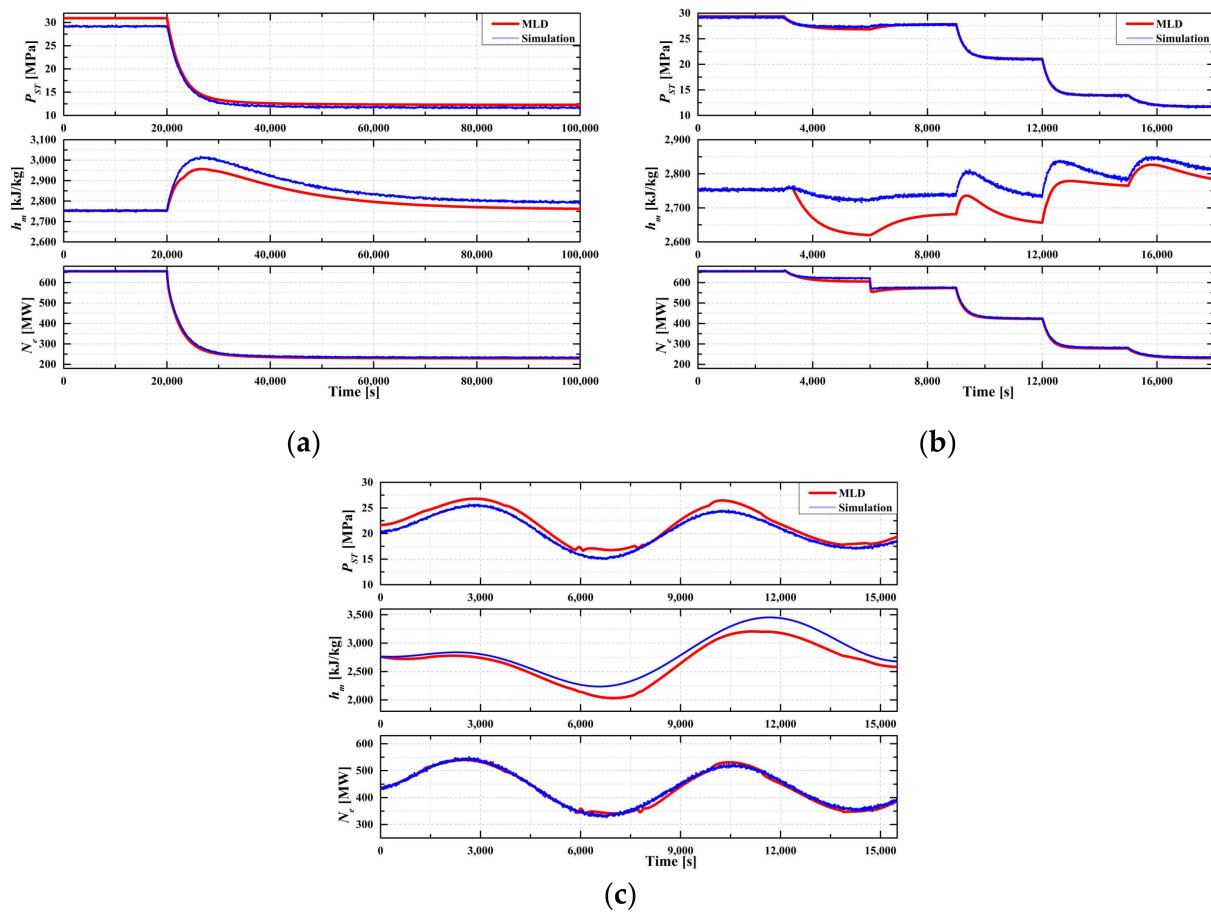 MLD
Simulation
P_ST [MPa]
30
25
20
15
10
0 20,000 40,000 60,000 80,000 100,000
h_m [kJ/kg]
3,100
3,000
2,900
2,800
2,700
2,600
0 20,000 40,000 60,000 80,000 100,000
N_e [MW]
600
500
400
300
200
0 20,000 40,000 60,000 80,000 100,000
Time [s]
(a)
MLD
Simulation
P_ST [MPa]
30
25
20
15
10
4,000 8,000 12,000 16,000
h_m [kJ/kg]
2,900
2,800
2,700
2,600
0 4,000 8,000 12,000 16,000
N_e [MW]
600
500
400
300
200
0 4,000 8,000 12,000 16,000
Time [s]
(b)
MLD
Simulation
P_ST [MPa]
30
25
20
15
10
0 3,000 6,000 9,000 12,000 15,000
h_m [kJ/kg]
3,500
3,000
2,500
2,000
0 3,000 6,000 9,000 12,000 15,000
N_e [MW]
600
500
400
300
0 3,000 6,000 9,000 12,000 15,000
Time [s]
(c)